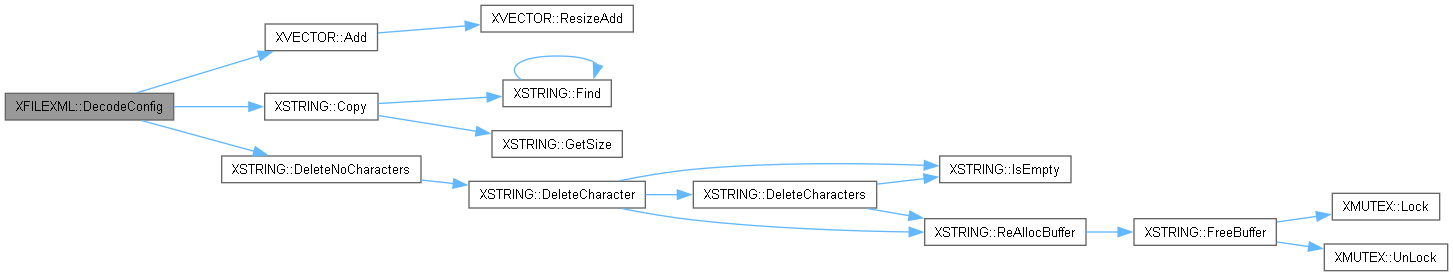 XFILEXML::DecodeConfig
XVECTOR::Add
XVECTOR::ResizeAdd
XSTRING::Copy
XSTRING::Find
XSTRING::GetSize
XSTRING::DeleteNoCharacters
XSTRING::DeleteCharacter
XSTRING::DeleteCharacters
XSTRING::IsEmpty
XSTRING::ReAllocBuffer
XSTRING::FreeBuffer
XMUTEX::Lock
XMUTEX::UnLock